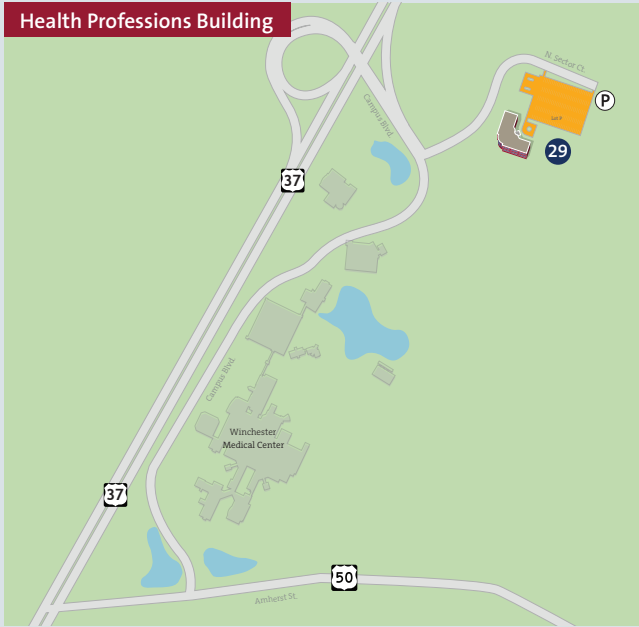 Health Professions Building
N. Sector Ct.
P
Lot 7
Campus Blvd.
29
37
Campus Blvd.
Winchester
Medical Center
37
50
Amherst St.